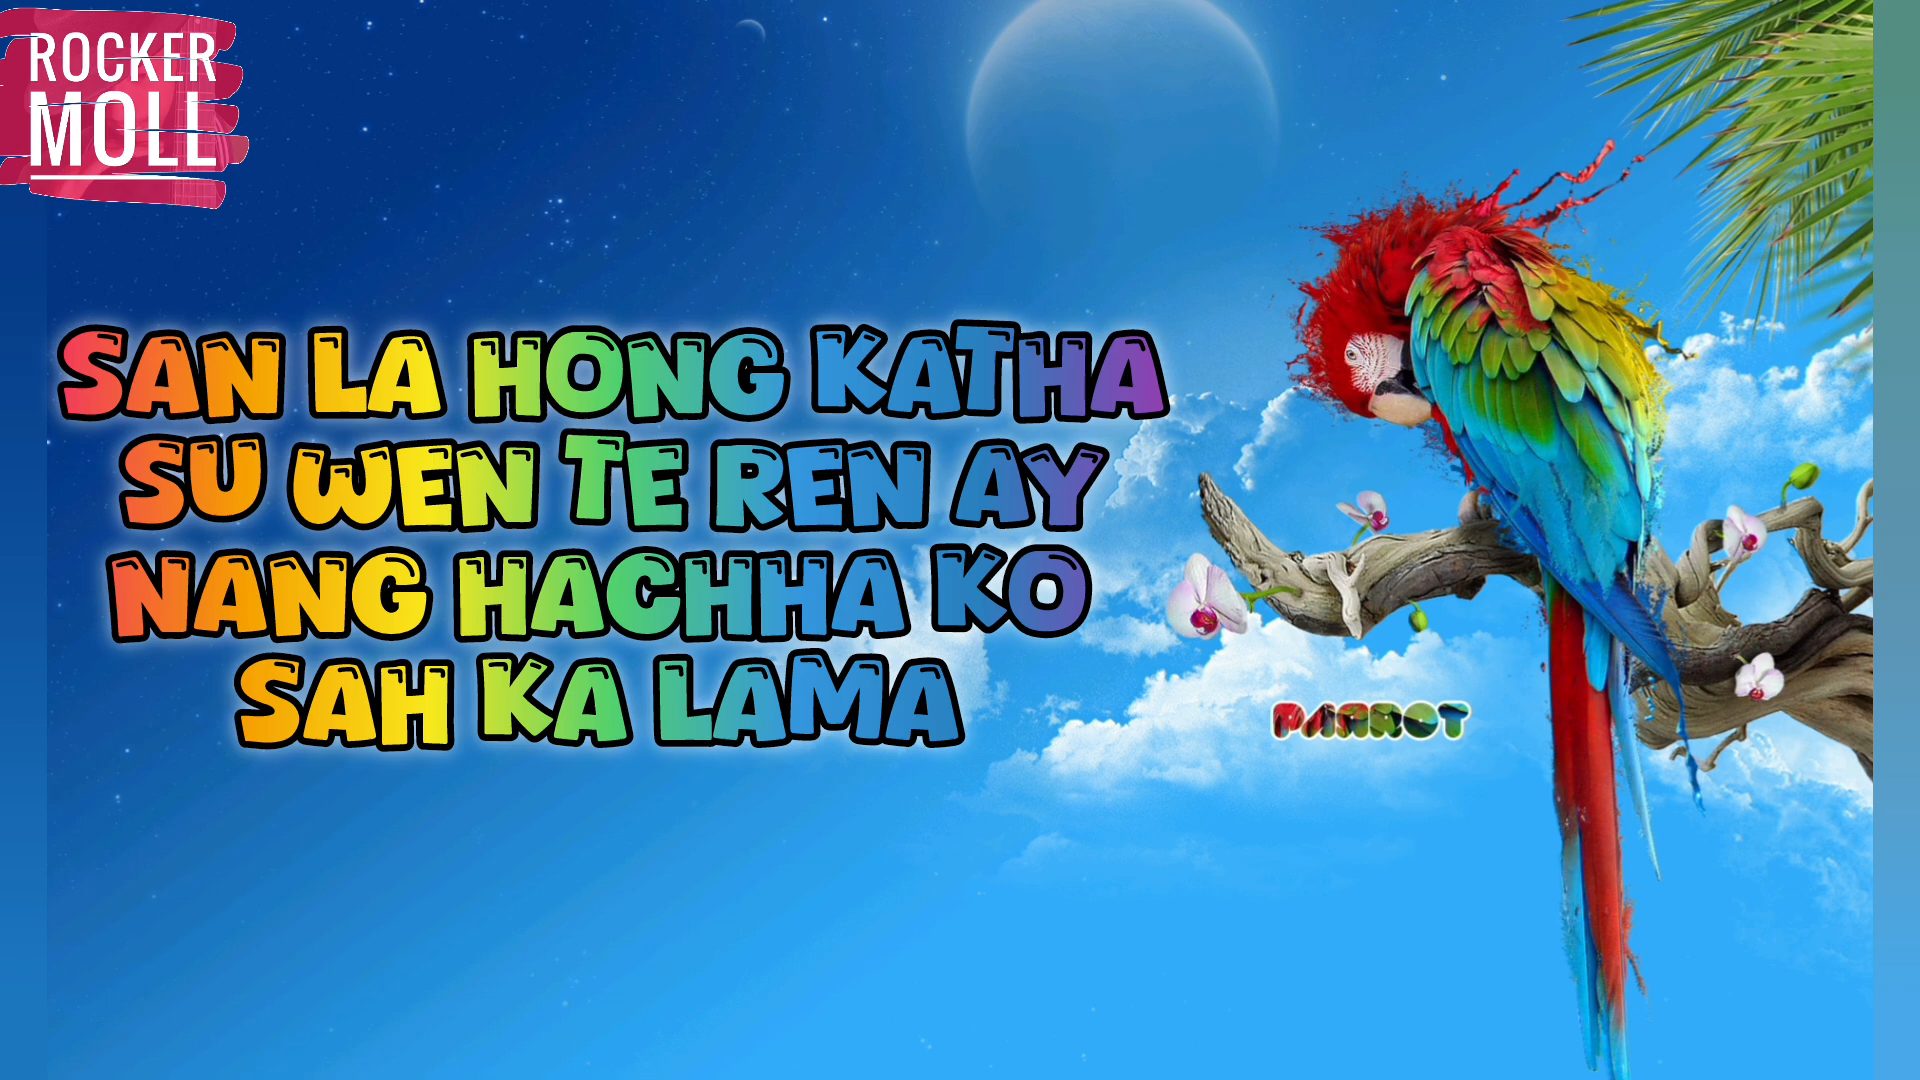 ROCKER
MOLL
SAN LA HONG KATHA
SU WEN TE REN AY
NANG HACHHA KO
SAH KA LAMA
PARROT